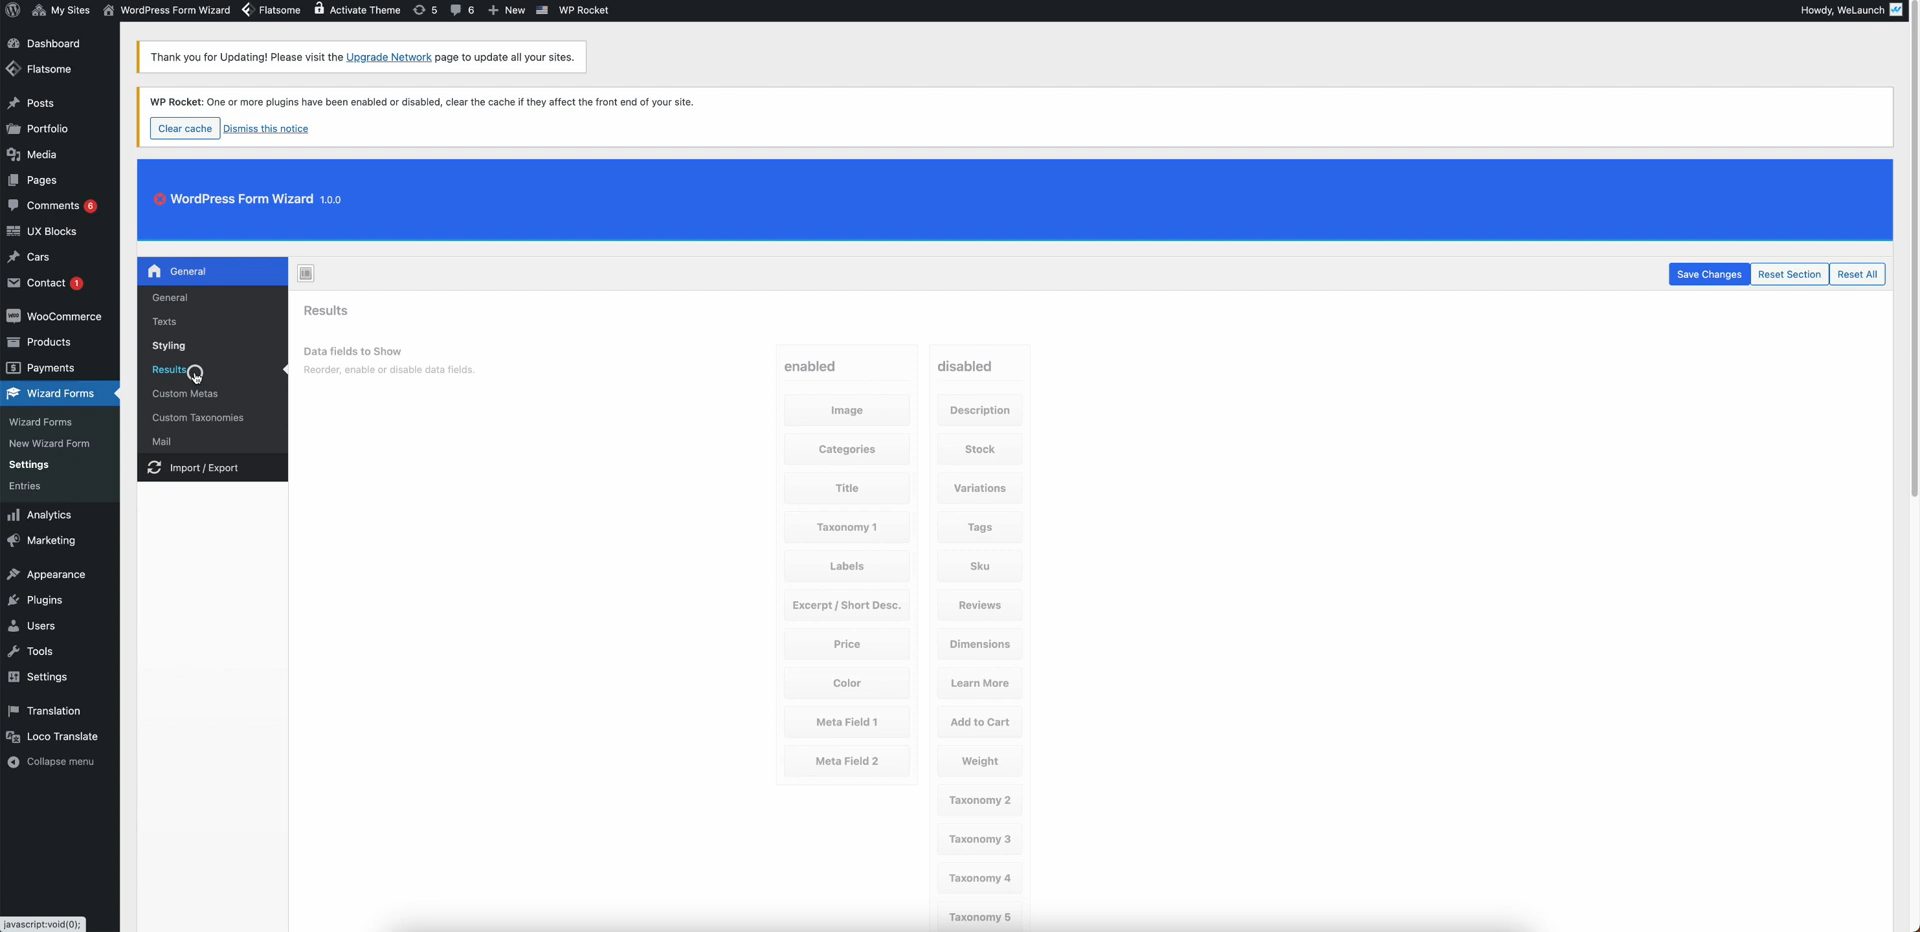 My Sites WordPress Form Wizard Flatsome Activate Theme 5 6 New WP Rocket Howdy, WeLaunch
Dashboard
Flatsome
Posts
Portfolio
Media
Pages
Comments 6
UX Blocks
Cars
Contact 1
WooCommerce
Products
Payments
Wizard Forms
Wizard Forms
New Wizard Form
Settings
Entries
Analytics
Marketing
Appearance
Plugins
Users
Tools
Settings
Translation
Loco Translate
Collapse menu
javascript:void(0);
Thank you for Updating! Please visit the Upgrade Network page to update all your sites.
WP Rocket: One or more plugins have been enabled or disabled, clear the cache if they affect the front end of your site.
Clear cache Dismiss this notice
WordPress Form Wizard 1.0.0
General
General
Texts
Styling
Results
Custom Metas
Custom Taxonomies
Mail
Import / Export
Save Changes Reset Section Reset All
Results
Data fields to Show
Reorder, enable or disable data fields.
enabled
Image
Categories
Title
Taxonomy 1
Labels
Excerpt / Short Desc.
Price
Color
Meta Field 1
Meta Field 2
disabled
Description
Stock
Variations
Tags
Sku
Reviews
Dimensions
Learn More
Add to Cart
Weight
Taxonomy 2
Taxonomy 3
Taxonomy 4
Taxonomy 5